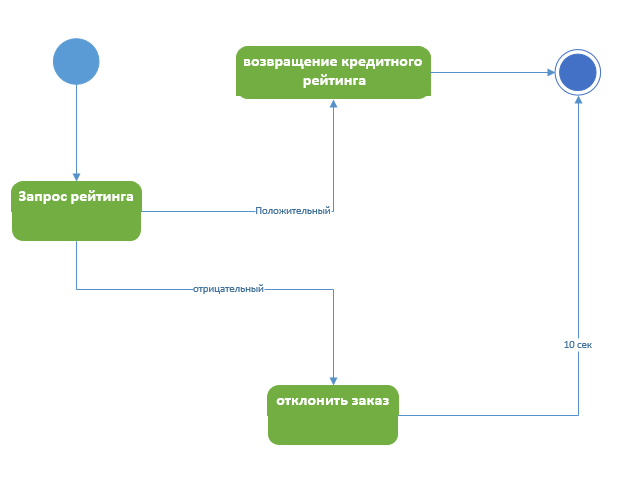 возвращение кредитного
рейтинга
Запрос рейтинга
Положительный
отрицательный
10 сек
отклонить заказ